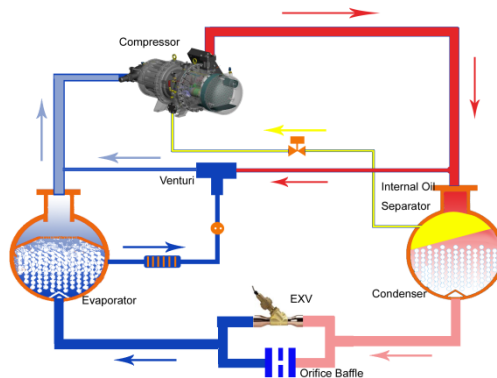 Compressor
Venturi
Internal Oil
Separator
Evaporator
Condenser
EXV
Orifice Baffle